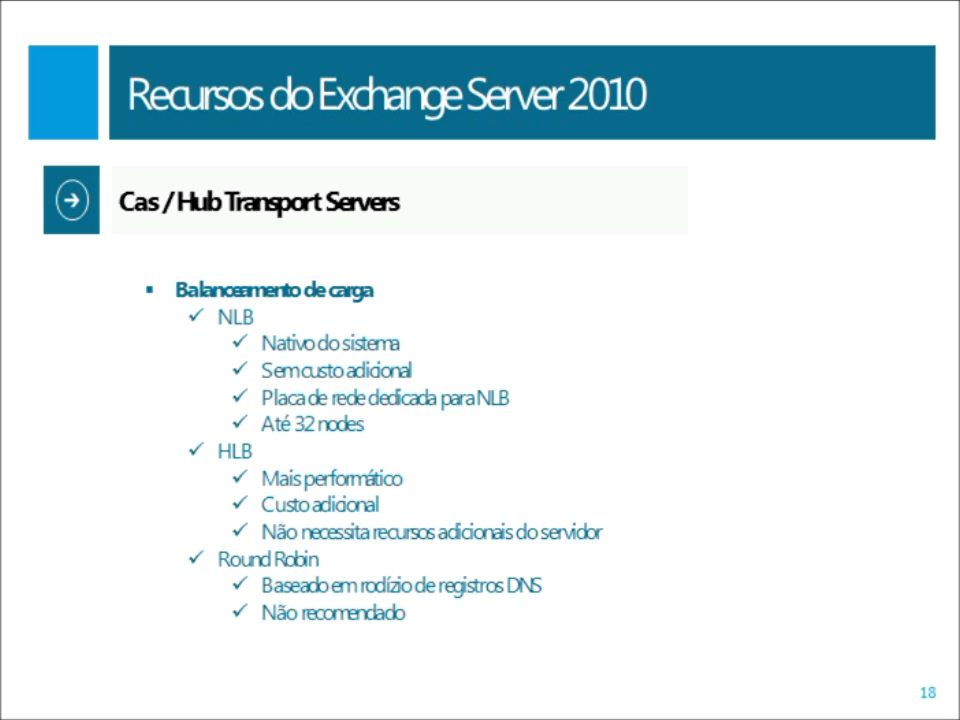 Recursos do Exchange Server 2010
Cas / Hub Transport Servers
Balanceamento de carga
NLB
Nativo do sistema
Sem custo adicional
Placa de rede dedicada para NLB
Até 32 nodes
HLB
Mais performático
Custo adicional
Não necessita recursos adicionais do servidor
Round Robin
Baseado em rodízio de registros DNS
Não recomendado
18